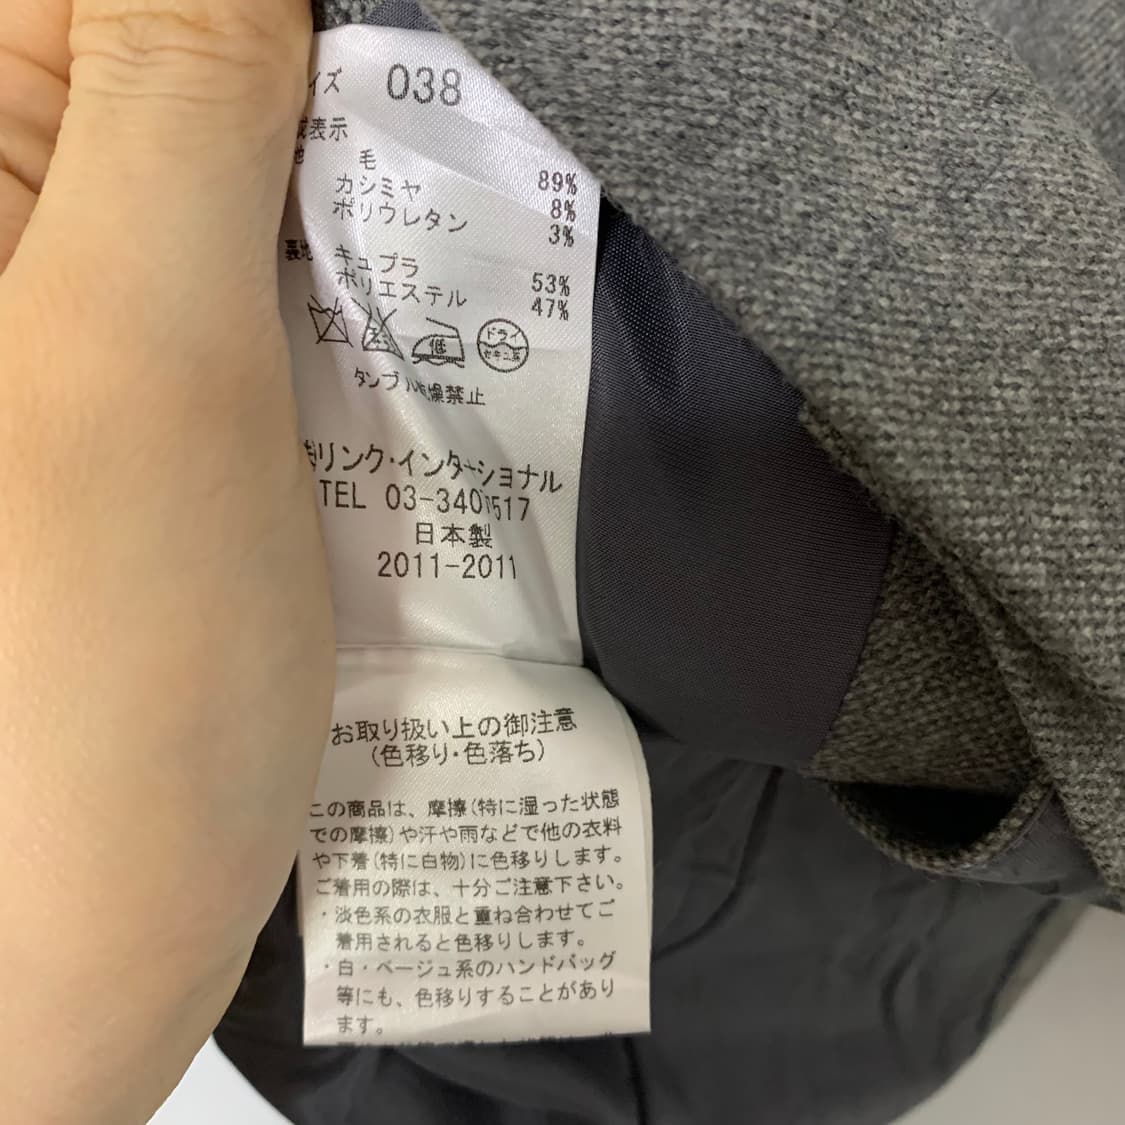 イズ 038
成表示
地 毛 89%
カシミヤ 8%
ポリウレタン 3%
裏地 キュプラ 53%
ポリエステル 47%
低
ドライ
セキユ系
タンブル乾燥禁止
㈱リンク・インターショナル
TEL 03-340
517
日本製
2011-2011
お取り扱い上の御注意
(色移り・色落ち)
この商品は、摩擦(特に湿った状態
での摩擦)や汗や雨などで他の衣料
や下着(特に白物)に色移りします。
ご着用の際は、十分ご注意下さい。
・淡色系の衣服と重ね合わせてご
着用されると色移りします。
・白・ベージュ系のハンドバッグ
等にも、色移りすることがあり
ます。